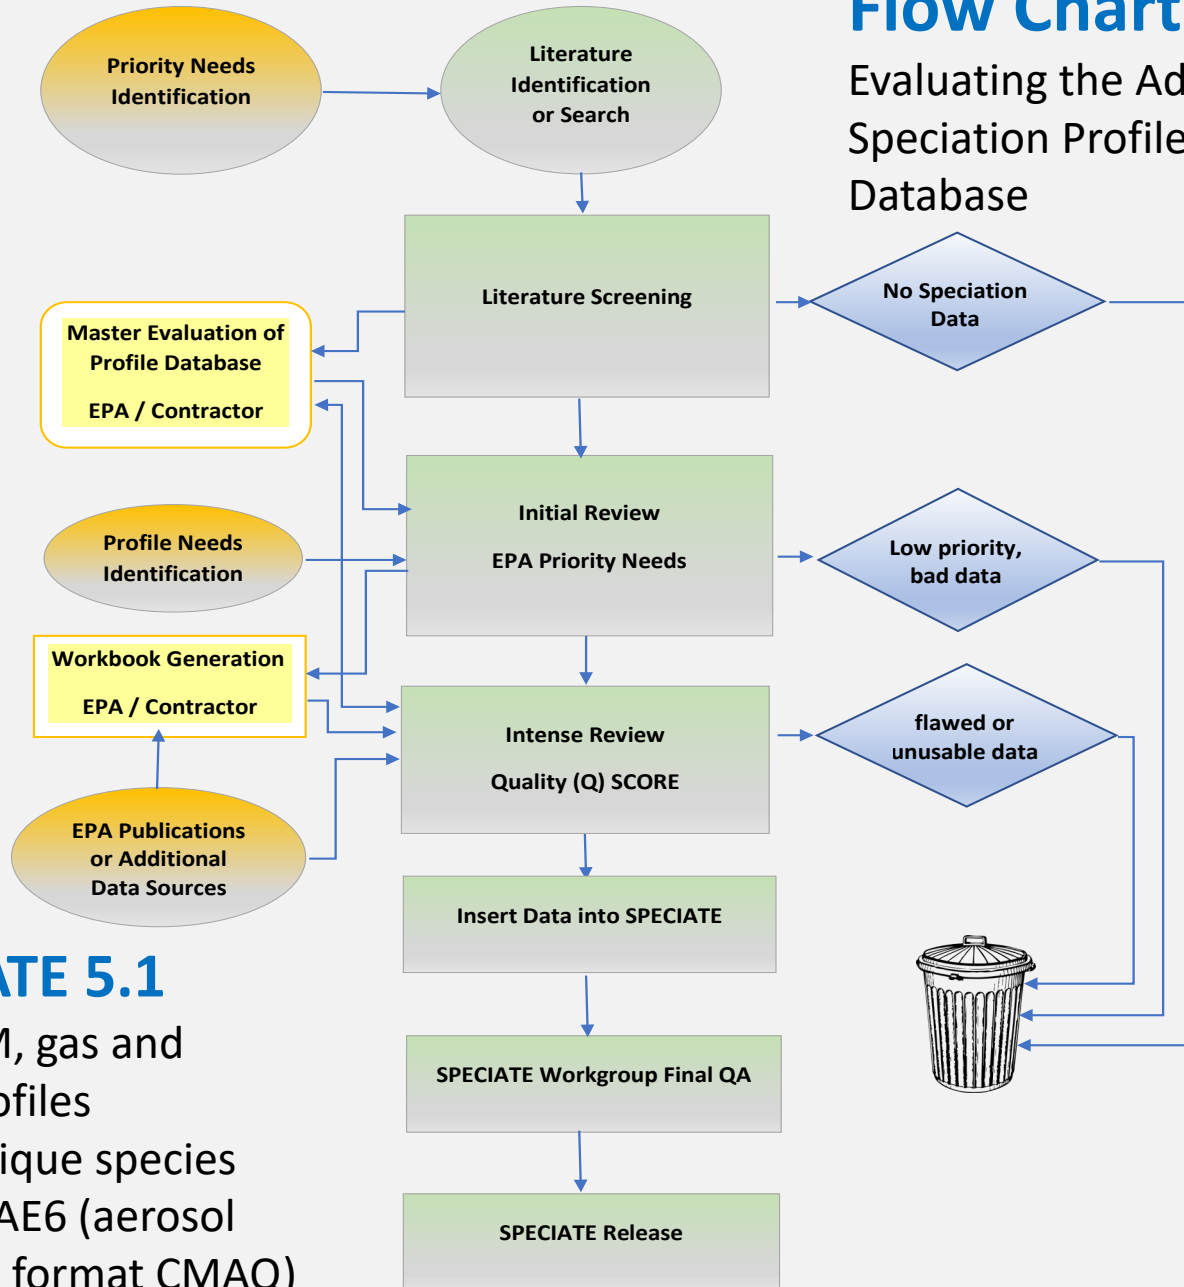 Flow Chart
Evaluating the Ad
Speciation Profile
Database
Priority Needs
Identification
Literature
Identification
or Search
Literature Screening
No Speciation
Data
Master Evaluation of
Profile Database
EPA / Contractor
Initial Review
EPA Priority Needs
Low priority,
bad data
Profile Needs
Identification
Workbook Generation
EPA / Contractor
Intense Review
Quality (Q) SCORE
flawed or
unusable data
EPA Publications
or Additional
Data Sources
Insert Data into SPECIATE
SPECIATE Workgroup Final QA
SPECIATE Release
ATE 5.1
M, gas and
ofiles
ique species
AE6 (aerosol
format CMAQ)